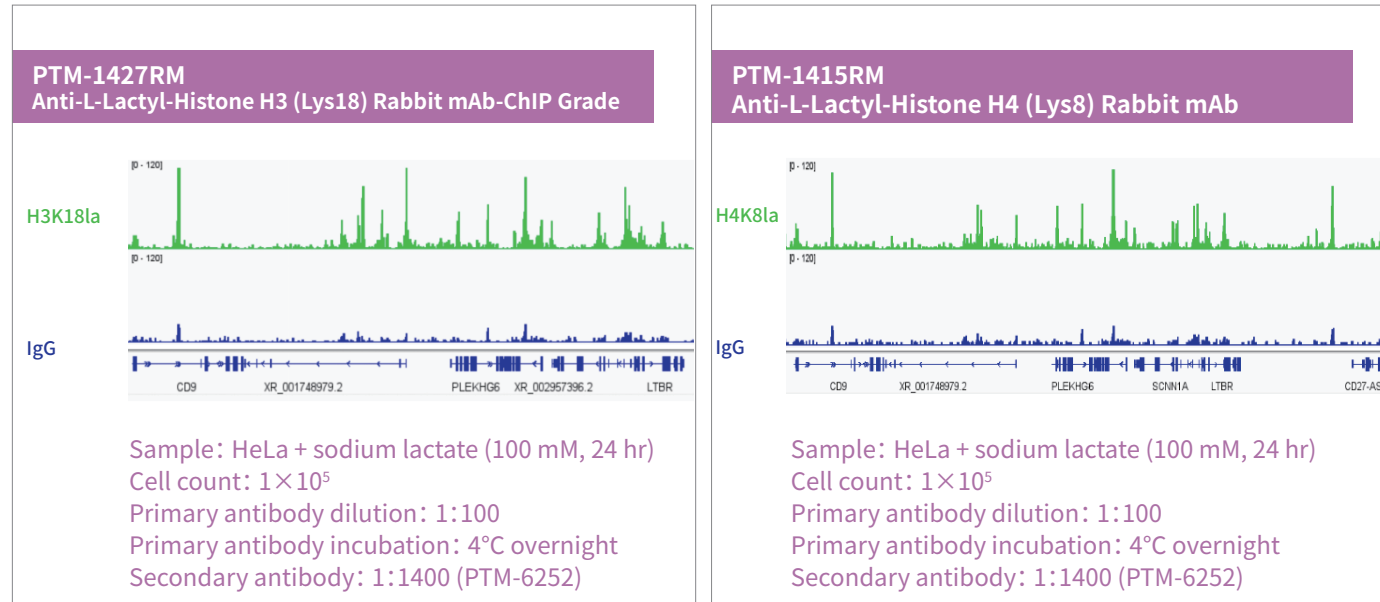 PTM-1427RM
Anti-L-Lactyl-Histone H3 (Lys18) Rabbit mAb-ChIP Grade
[0 - 120]
H3K18la
[0 - 120]
IgG
CD9 XR_001748979.2 PLEKHG6 XR_002957396.2 LTBR
Sample: HeLa + sodium lactate (100 mM, 24 hr)
Cell count: 1×10⁵
Primary antibody dilution: 1:100
Primary antibody incubation: 4°C overnight
Secondary antibody: 1:1400 (PTM-6252)
PTM-1415RM
Anti-L-Lactyl-Histone H4 (Lys8) Rabbit mAb
[0 - 120]
H4K8la
[0 - 120]
IgG
CD9 XR_001748979.2 PLEKHG6 SCNN1A LTBR CD27-AS
Sample: HeLa + sodium lactate (100 mM, 24 hr)
Cell count: 1×10⁵
Primary antibody dilution: 1:100
Primary antibody incubation: 4°C overnight
Secondary antibody: 1:1400 (PTM-6252)